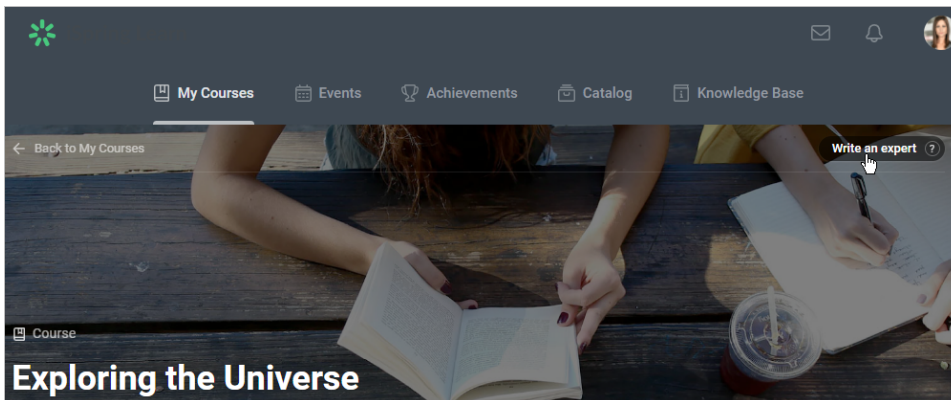 My Courses
Events
Achievements
Catalog
Knowledge Base
Back to My Courses
Write an expert ?
Course
Exploring the Universe